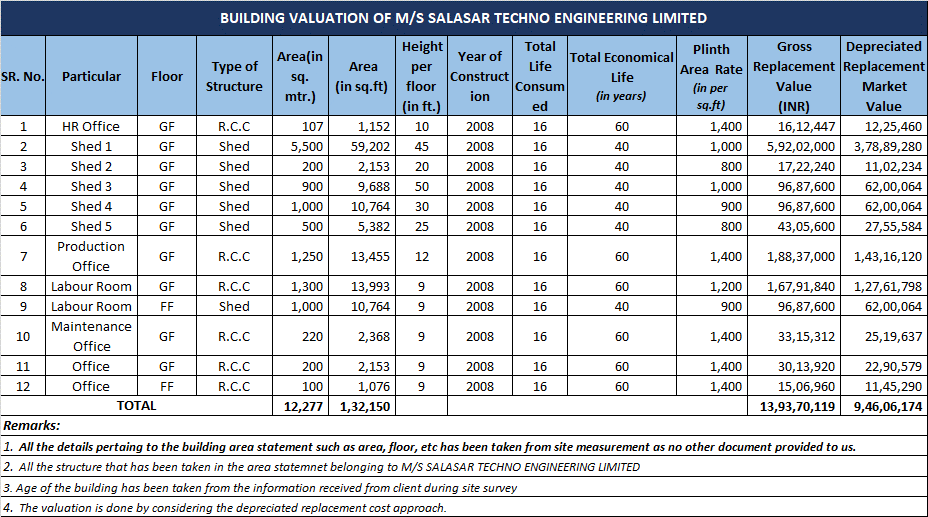 BUILDING VALUATION OF M/S SALASAR TECHNO ENGINEERING LIMITED
SR. No. Particular Floor Type of Structure Area(in sq. mtr.) Area (in sq.ft) Height per floor (in ft.) Year of Construct ion Total Life Consum ed Total Economical Life (in years) Plinth Area Rate (in per sq.ft) Gross Replacement Value (INR) Depreciated Replacement Market Value
1 HR Office GF R.C.C 107 1,152 10 2008 16 60 1,400 16,12,447 12,25,460
2 Shed 1 GF Shed 5,500 59,202 45 2008 16 40 1,000 5,92,02,000 3,78,89,280
3 Shed 2 GF Shed 200 2,153 20 2008 16 40 800 17,22,240 11,02,234
4 Shed 3 GF Shed 900 9,688 50 2008 16 40 1,000 96,87,600 62,00,064
5 Shed 4 GF Shed 1,000 10,764 30 2008 16 40 900 96,87,600 62,00,064
6 Shed 5 GF Shed 500 5,382 25 2008 16 40 800 43,05,600 27,55,584
7 Production Office GF R.C.C 1,250 13,455 12 2008 16 60 1,400 1,88,37,000 1,43,16,120
8 Labour Room GF R.C.C 1,300 13,993 9 2008 16 60 1,200 1,67,91,840 1,27,61,798
9 Labour Room FF Shed 1,000 10,764 9 2008 16 40 900 96,87,600 62,00,064
10 Maintenance Office GF R.C.C 220 2,368 9 2008 16 60 1,400 33,15,312 25,19,637
11 Office GF R.C.C 200 2,153 9 2008 16 60 1,400 30,13,920 22,90,579
12 Office FF R.C.C 100 1,076 9 2008 16 60 1,400 15,06,960 11,45,290
TOTAL 12,277 1,32,150 13,93,70,119 9,46,06,174
Remarks:
1. All the details pertaing to the building area statement such as area, floor, etc has been taken from site measurement as no other document provided to us.
2. All the structure that has been taken in the area statemnet belonging to M/S SALASAR TECHNO ENGINEERING LIMITED
3. Age of the building has been taken from the information received from client during site survey
4. The valuation is done by considering the depreciated replacement cost approach.